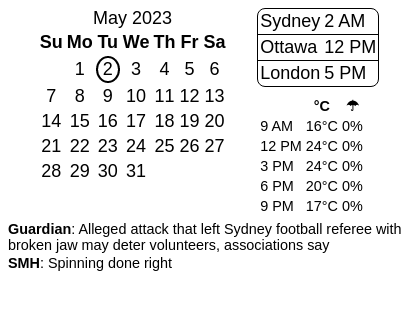 May 2023
Su Mo Tu We Th Fr Sa
1 2 3 4 5 6
7 8 9 10 11 12 13
14 15 16 17 18 19 20
21 22 23 24 25 26 27
28 29 30 31
Sydney 2 AM
Ottawa 12 PM
London 5 PM
°C ☂
9 AM 16°C 0%
12 PM 24°C 0%
3 PM 24°C 0%
6 PM 20°C 0%
9 PM 17°C 0%
Guardian: Alleged attack that left Sydney football referee with
broken jaw may deter volunteers, associations say
SMH: Spinning done right